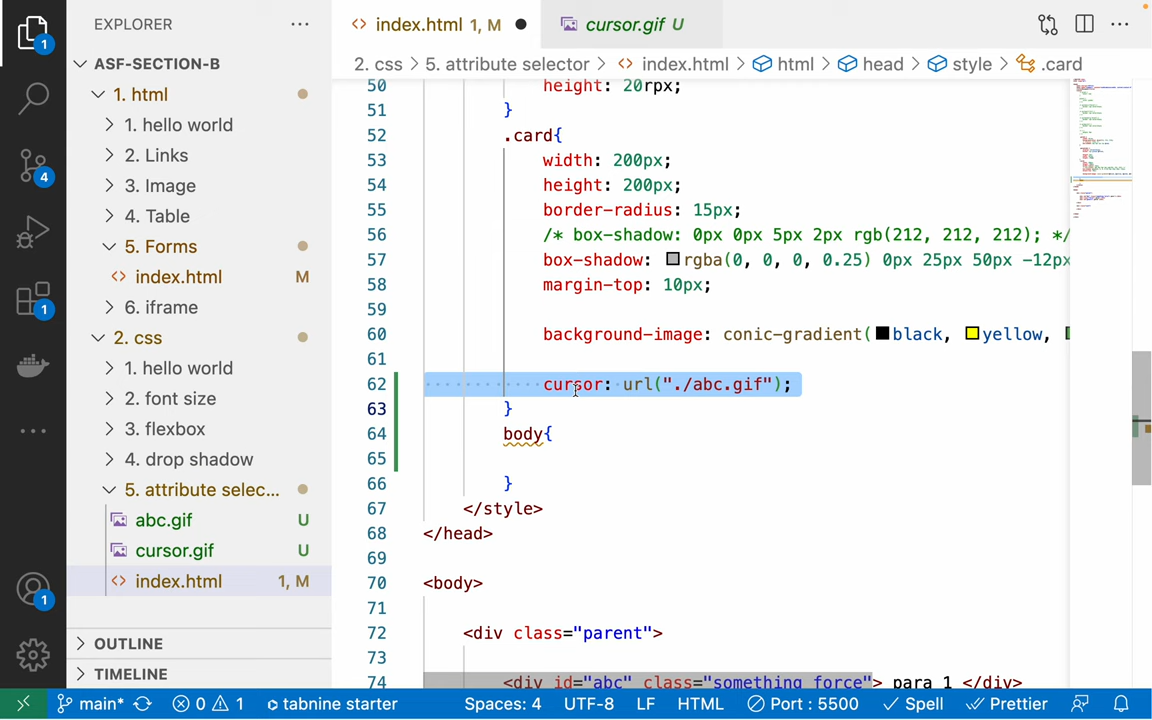 EXPLORER
index.html 1, M
cursor.gif U
ASF-SECTION-B
2. css > 5. attribute selector > index.html > html > head > style > .card
1. html
1. hello world
2. Links
3. Image
4. Table
5. Forms
index.html M
6. iframe
2. css
1. hello world
2. font size
3. flexbox
4. drop shadow
5. attribute selec...
abc.gif U
cursor.gif U
index.html 1, M
OUTLINE
TIMELINE
1
4
1
1
50 height: 20rpx;
51 }
52 .card{
53 width: 200px;
54 height: 200px;
55 border-radius: 15px;
56 /* box-shadow: 0px 0px 5px 2px rgb(212, 212, 212); */
57 box-shadow: rgba(0, 0, 0, 0.25) 0px 25px 50px -12px
58 margin-top: 10px;
59
60 background-image: conic-gradient(black, yellow,
61
62 cursor: url("./abc.gif");
63 }
64 body{
65
66 }
67 </style>
68 </head>
69
70 <body>
71
72 <div class="parent">
73
74 <div id="abc" class="something force"> para 1 </div>
main* 0 1 tabnine starter Spaces: 4 UTF-8 LF HTML Port : 5500 Spell Prettier